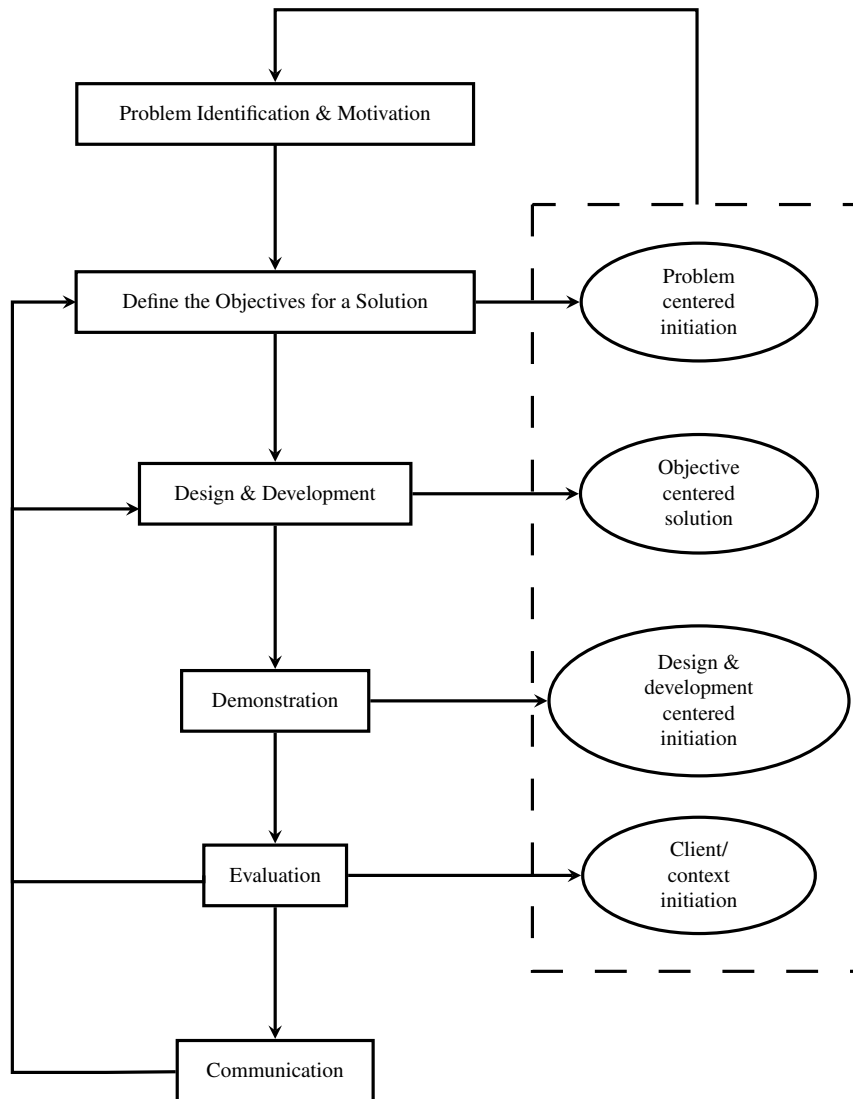 Problem Identification & Motivation
Define the Objectives for a Solution
Problem
centered
initiation
Design & Development
Objective
centered
solution
Demonstration
Design &
development
centered
initiation
Evaluation
Client/
context
initiation
Communication